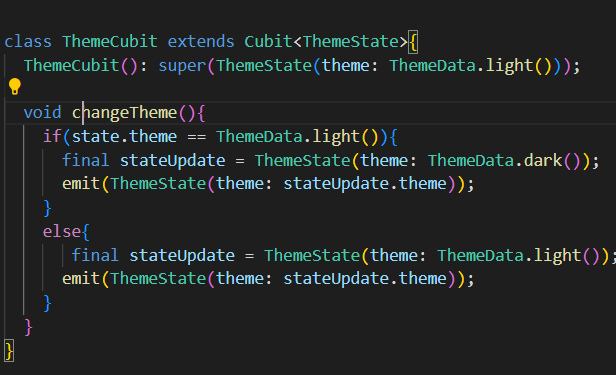 class ThemeCubit extends Cubit<ThemeState>{
ThemeCubit(): super(ThemeState(theme: ThemeData.light()));
void changeTheme(){
if(state.theme == ThemeData.light()){
final stateUpdate = ThemeState(theme: ThemeData.dark());
emit(ThemeState(theme: stateUpdate.theme));
}
else{
final stateUpdate = ThemeState(theme: ThemeData.light());
emit(ThemeState(theme: stateUpdate.theme));
}
}
}